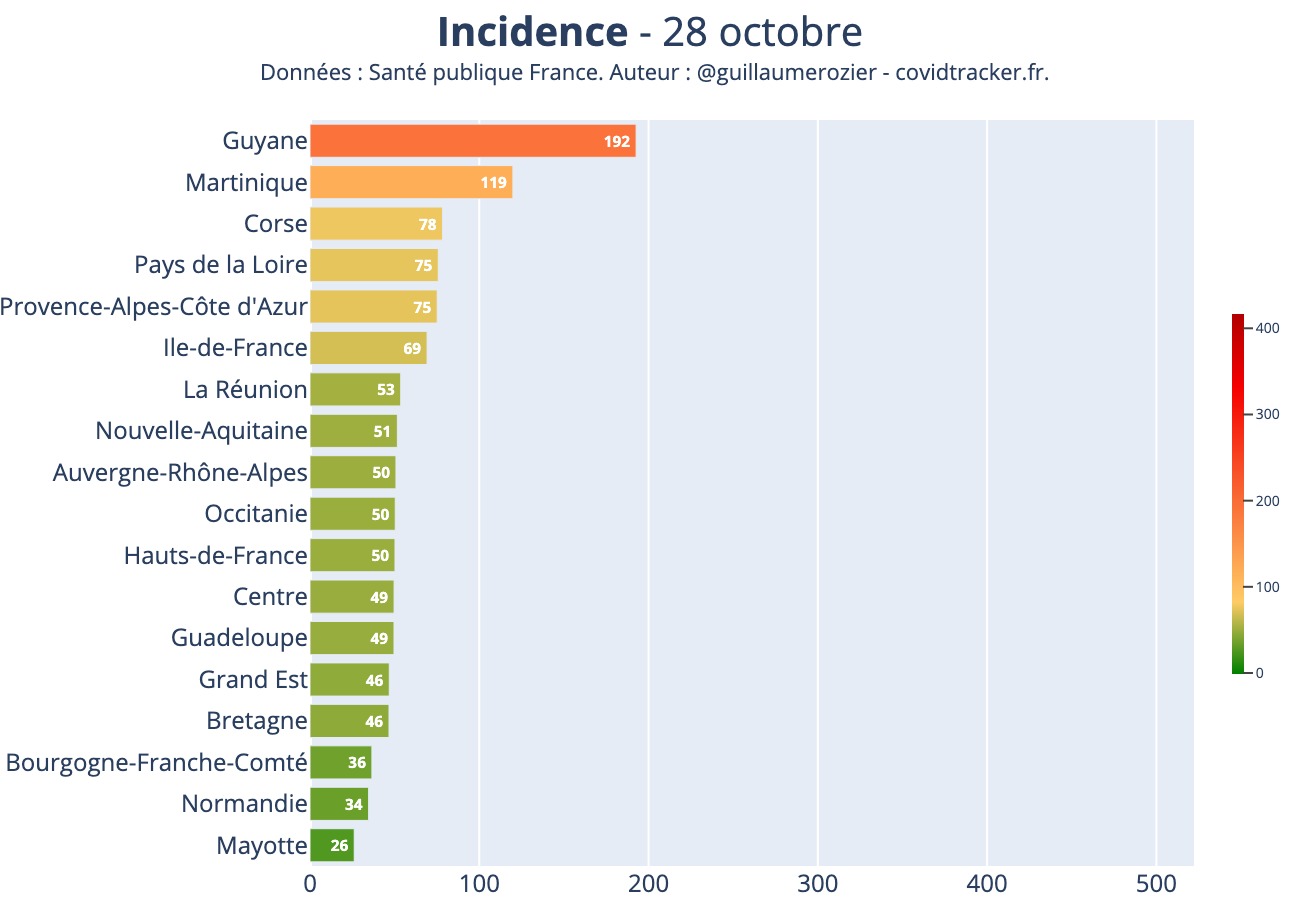 Incidence - 28 octobre
Données : Santé publique France. Auteur : @guillaumerozier - covidtracker.fr.
Guyane 192
Martinique 119
Corse 78
Pays de la Loire 75
Provence-Alpes-Côte d'Azur 75
Ile-de-France 69
La Réunion 53
Nouvelle-Aquitaine 51
Auvergne-Rhône-Alpes 50
Occitanie 50
Hauts-de-France 50
Centre 49
Guadeloupe 49
Grand Est 46
Bretagne 46
Bourgogne-Franche-Comté 36
Normandie 34
Mayotte 26
0 100 200 300 400 500
400
300
200
100
0